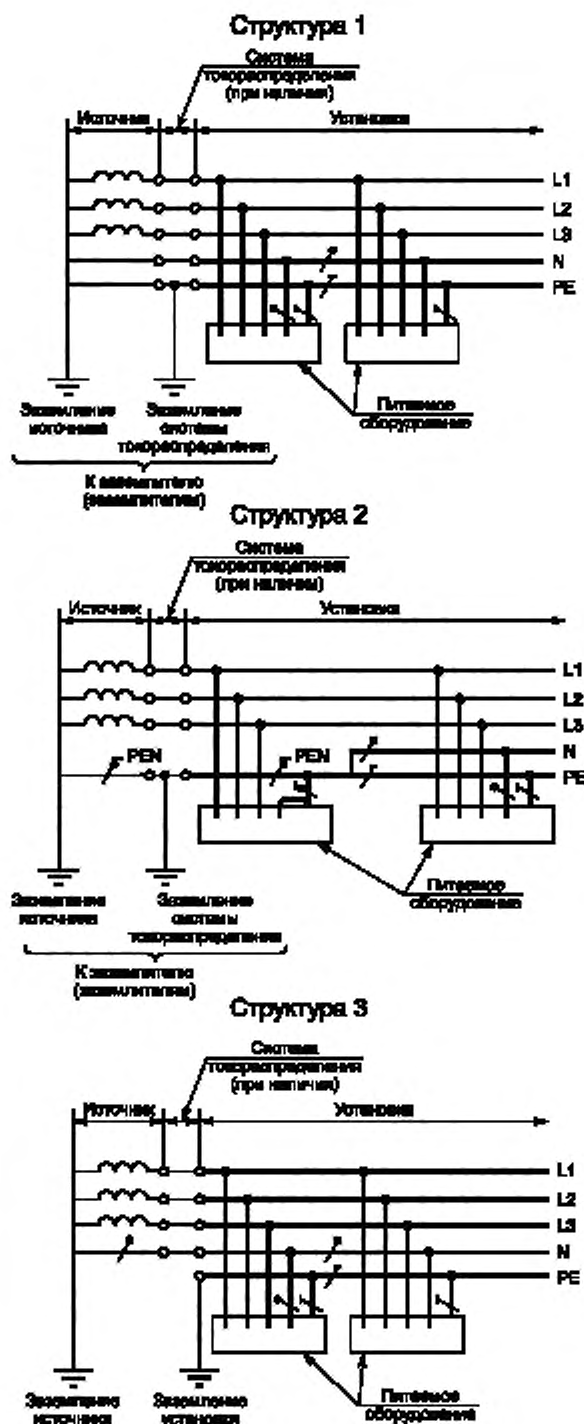 Структура 1
Система
токораспределения
(при наличия)
Источник
Установка
L1
L2
L3
N
PE
Заземление
источника
Заземление
системы
токораспределения
Питаемое
оборудование
К заземлителю
(заземлителям)
Структура 2
Система
токораспределения
(при наличии)
Источник
Установка
L1
L2
L3
PEN
PEN
N
PE
Заземление
источника
Заземление
системы
токораспределения
Питаемое
оборудование
К заземлителю
(заземлителям)
Структура 3
Система
токораспределения
(при наличия)
Источник
Установка
L1
L2
L3
N
PE
Заземление
источника
Заземление
установки
Питаемое
оборудование